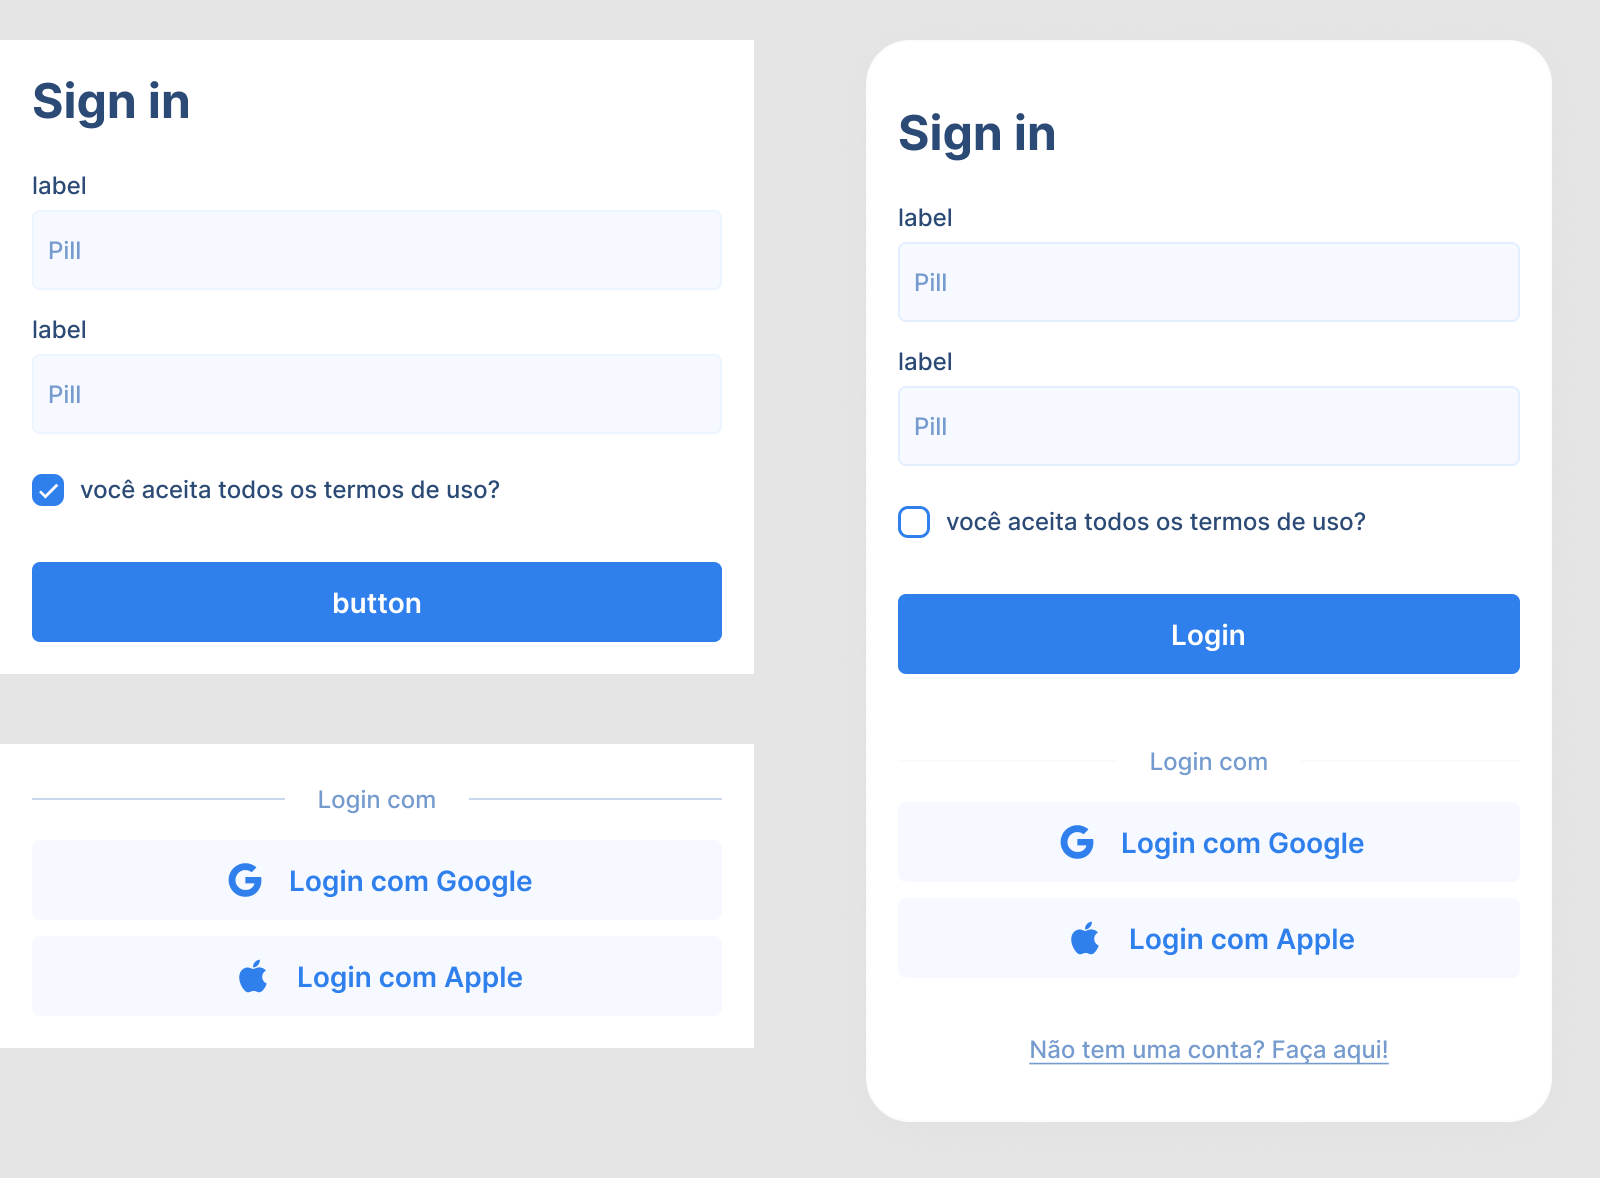 Sign in
label
Pill
label
Pill
você aceita todos os termos de uso?
button
Login com
Login com Google
Login com Apple
Sign in
label
Pill
label
Pill
você aceita todos os termos de uso?
Login
Login com
Login com Google
Login com Apple
Não tem uma conta? Faça aqui!